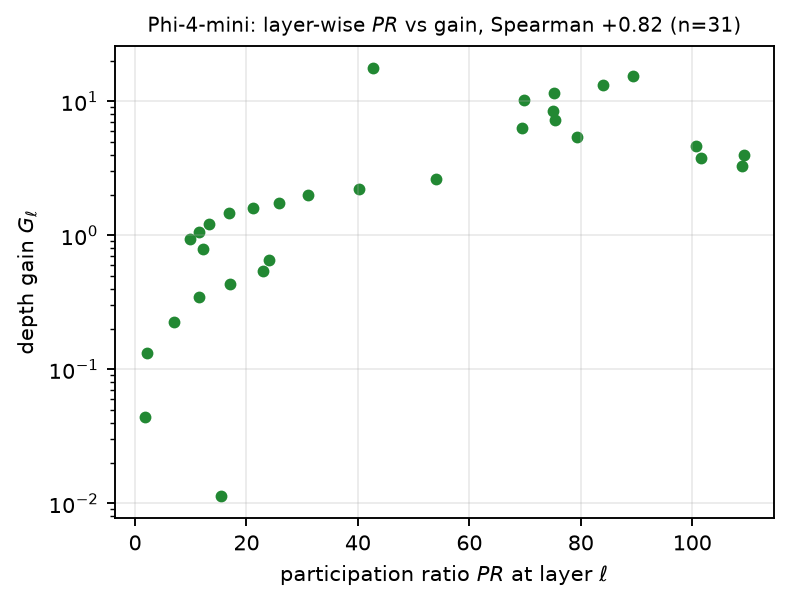 Phi-4-mini: layer-wise PR vs gain, Spearman +0.82 (n=31)
depth gain Gℓ
10¹
10⁰
10⁻¹
10⁻²
0 20 40 60 80 100
participation ratio PR at layer ℓ